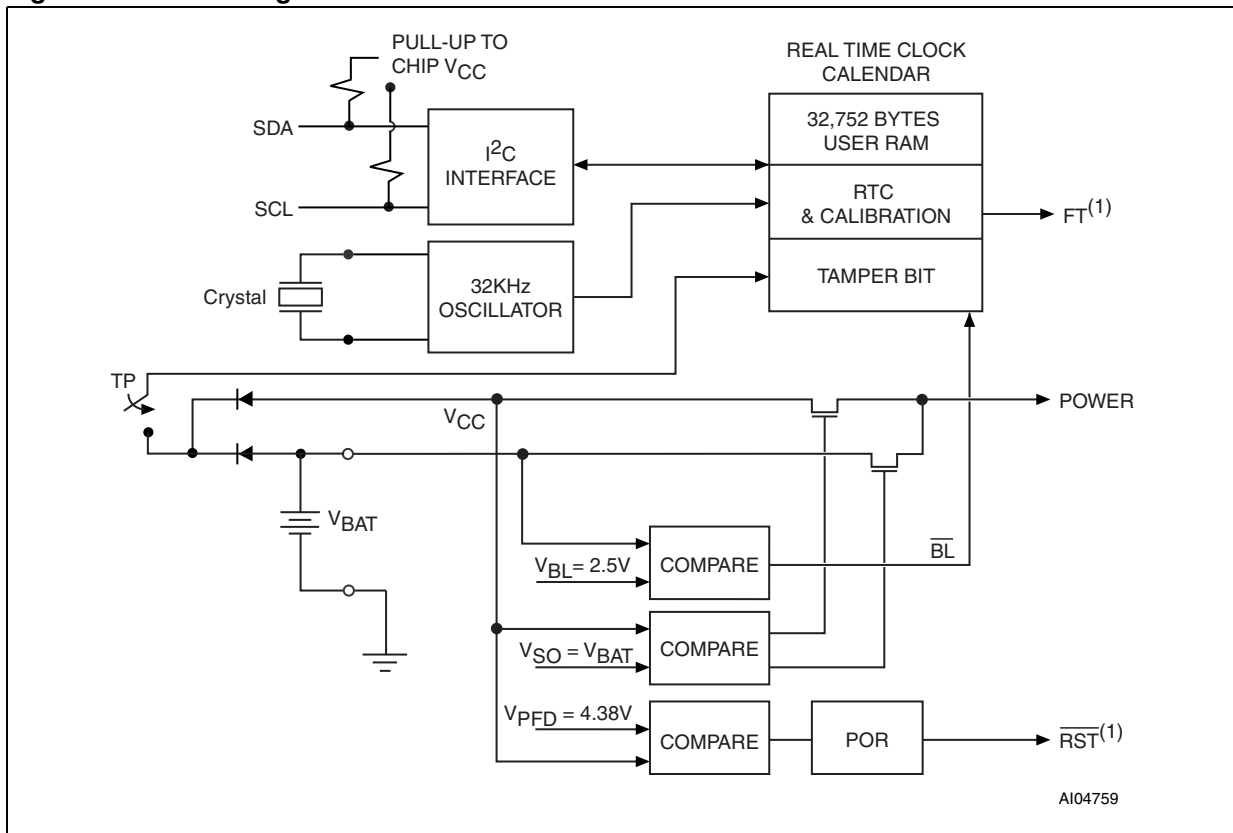 PULL-UP TO
CHIP VCC
REAL TIME CLOCK
CALENDAR
SDA
I2C
INTERFACE
32,752 BYTES
USER RAM
SCL
RTC
& CALIBRATION
FT(1)
Crystal
32KHz
OSCILLATOR
TAMPER BIT
TP
VCC
POWER
VBAT
VBL= 2.5V
COMPARE
BL
VSO = VBAT
COMPARE
VPFD = 4.38V
COMPARE
POR
RST(1)
AI04759